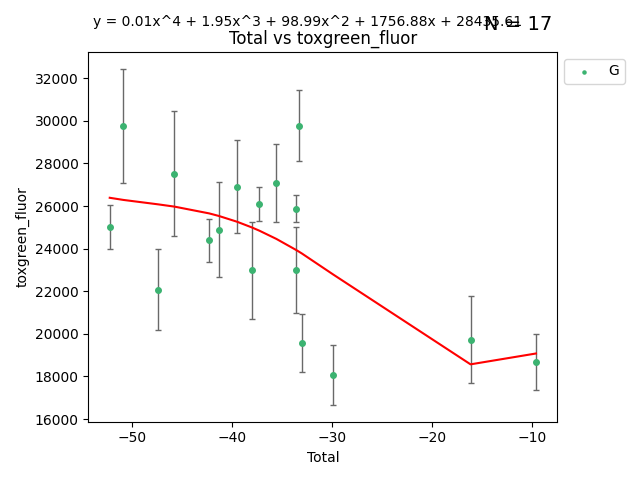 y = 0.01x^4 + 1.95x^3 + 98.99x^2 + 1756.88x + 28435.61
N = 17
Total vs toxgreen_fluor
G
32000
30000
28000
26000
24000
22000
20000
18000
16000
toxgreen_fluor
−50
−40
−30
−20
−10
Total